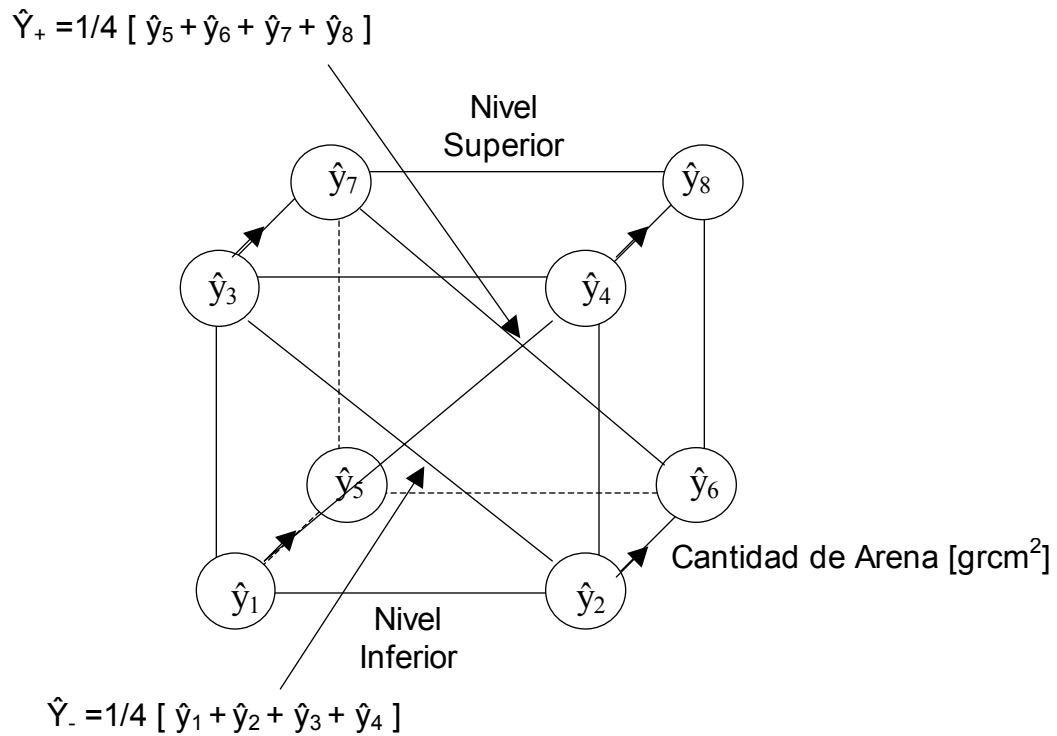 Ŷ₊ =1/4 [ ŷ₅ + ŷ₆ + ŷ₇ + ŷ₈ ]
Nivel
Superior
ŷ₇
ŷ₈
ŷ₃
ŷ₄
ŷ₅
ŷ₆
Cantidad de Arena [grcm²]
ŷ₁
ŷ₂
Nivel
Inferior
Ŷ₋ =1/4 [ ŷ₁ + ŷ₂ + ŷ₃ + ŷ₄ ]